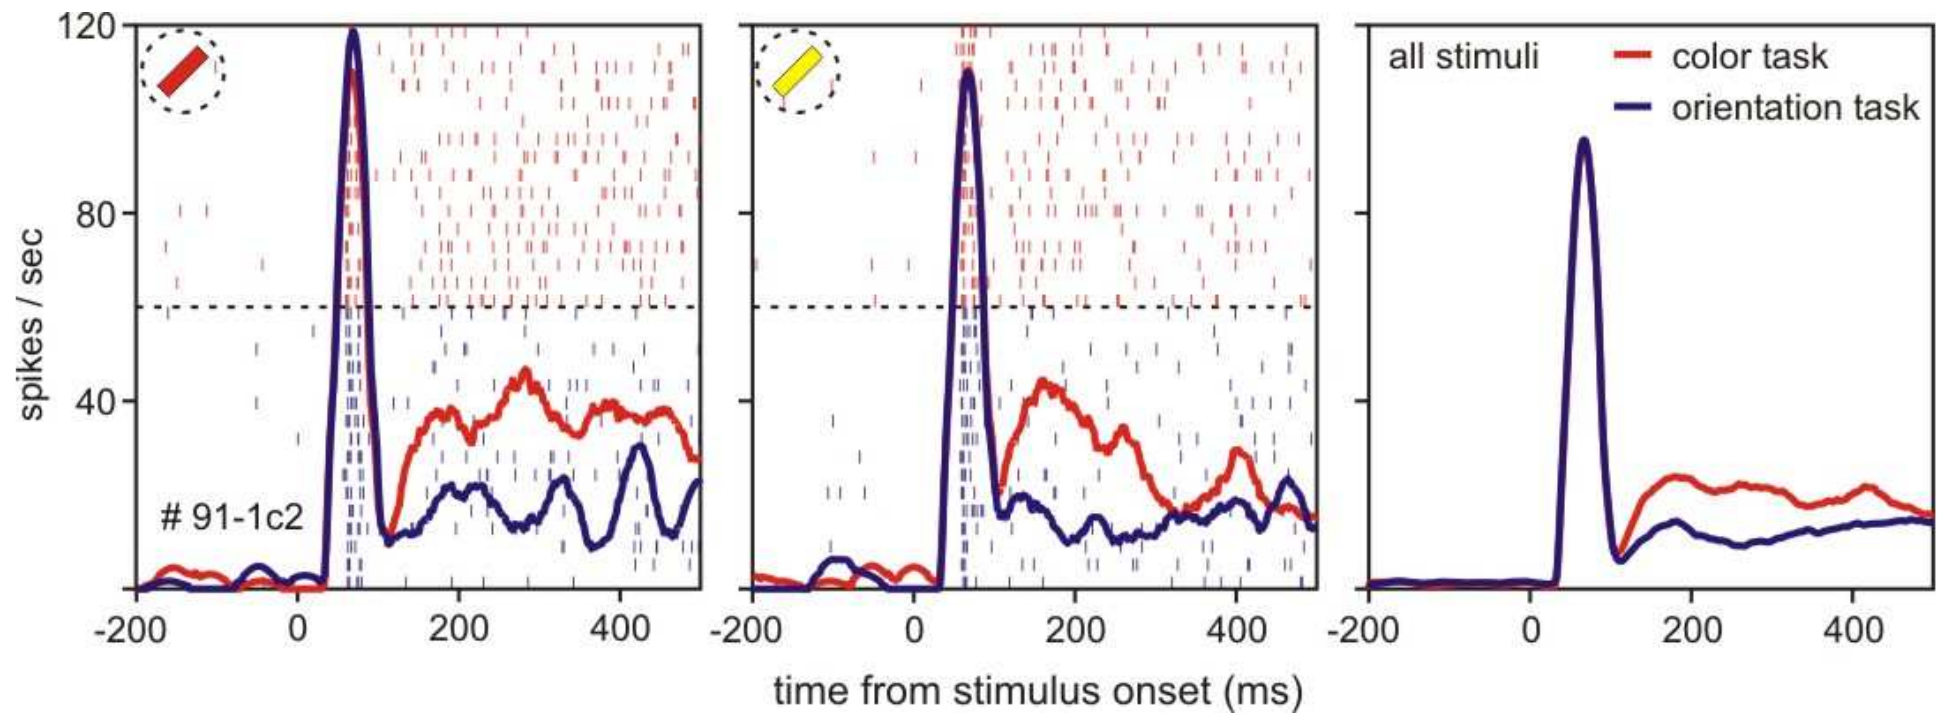 120
80
40
spikes / sec
# 91-1c2
all stimuli
color task
orientation task
-200 0 200 400
-200 0 200 400
-200 0 200 400
time from stimulus onset (ms)